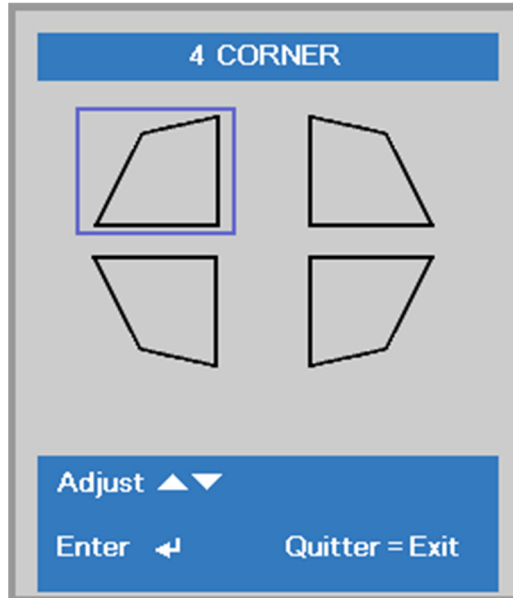 4 CORNER
Adjust ▲▼
Enter ↵ Quitter = Exit